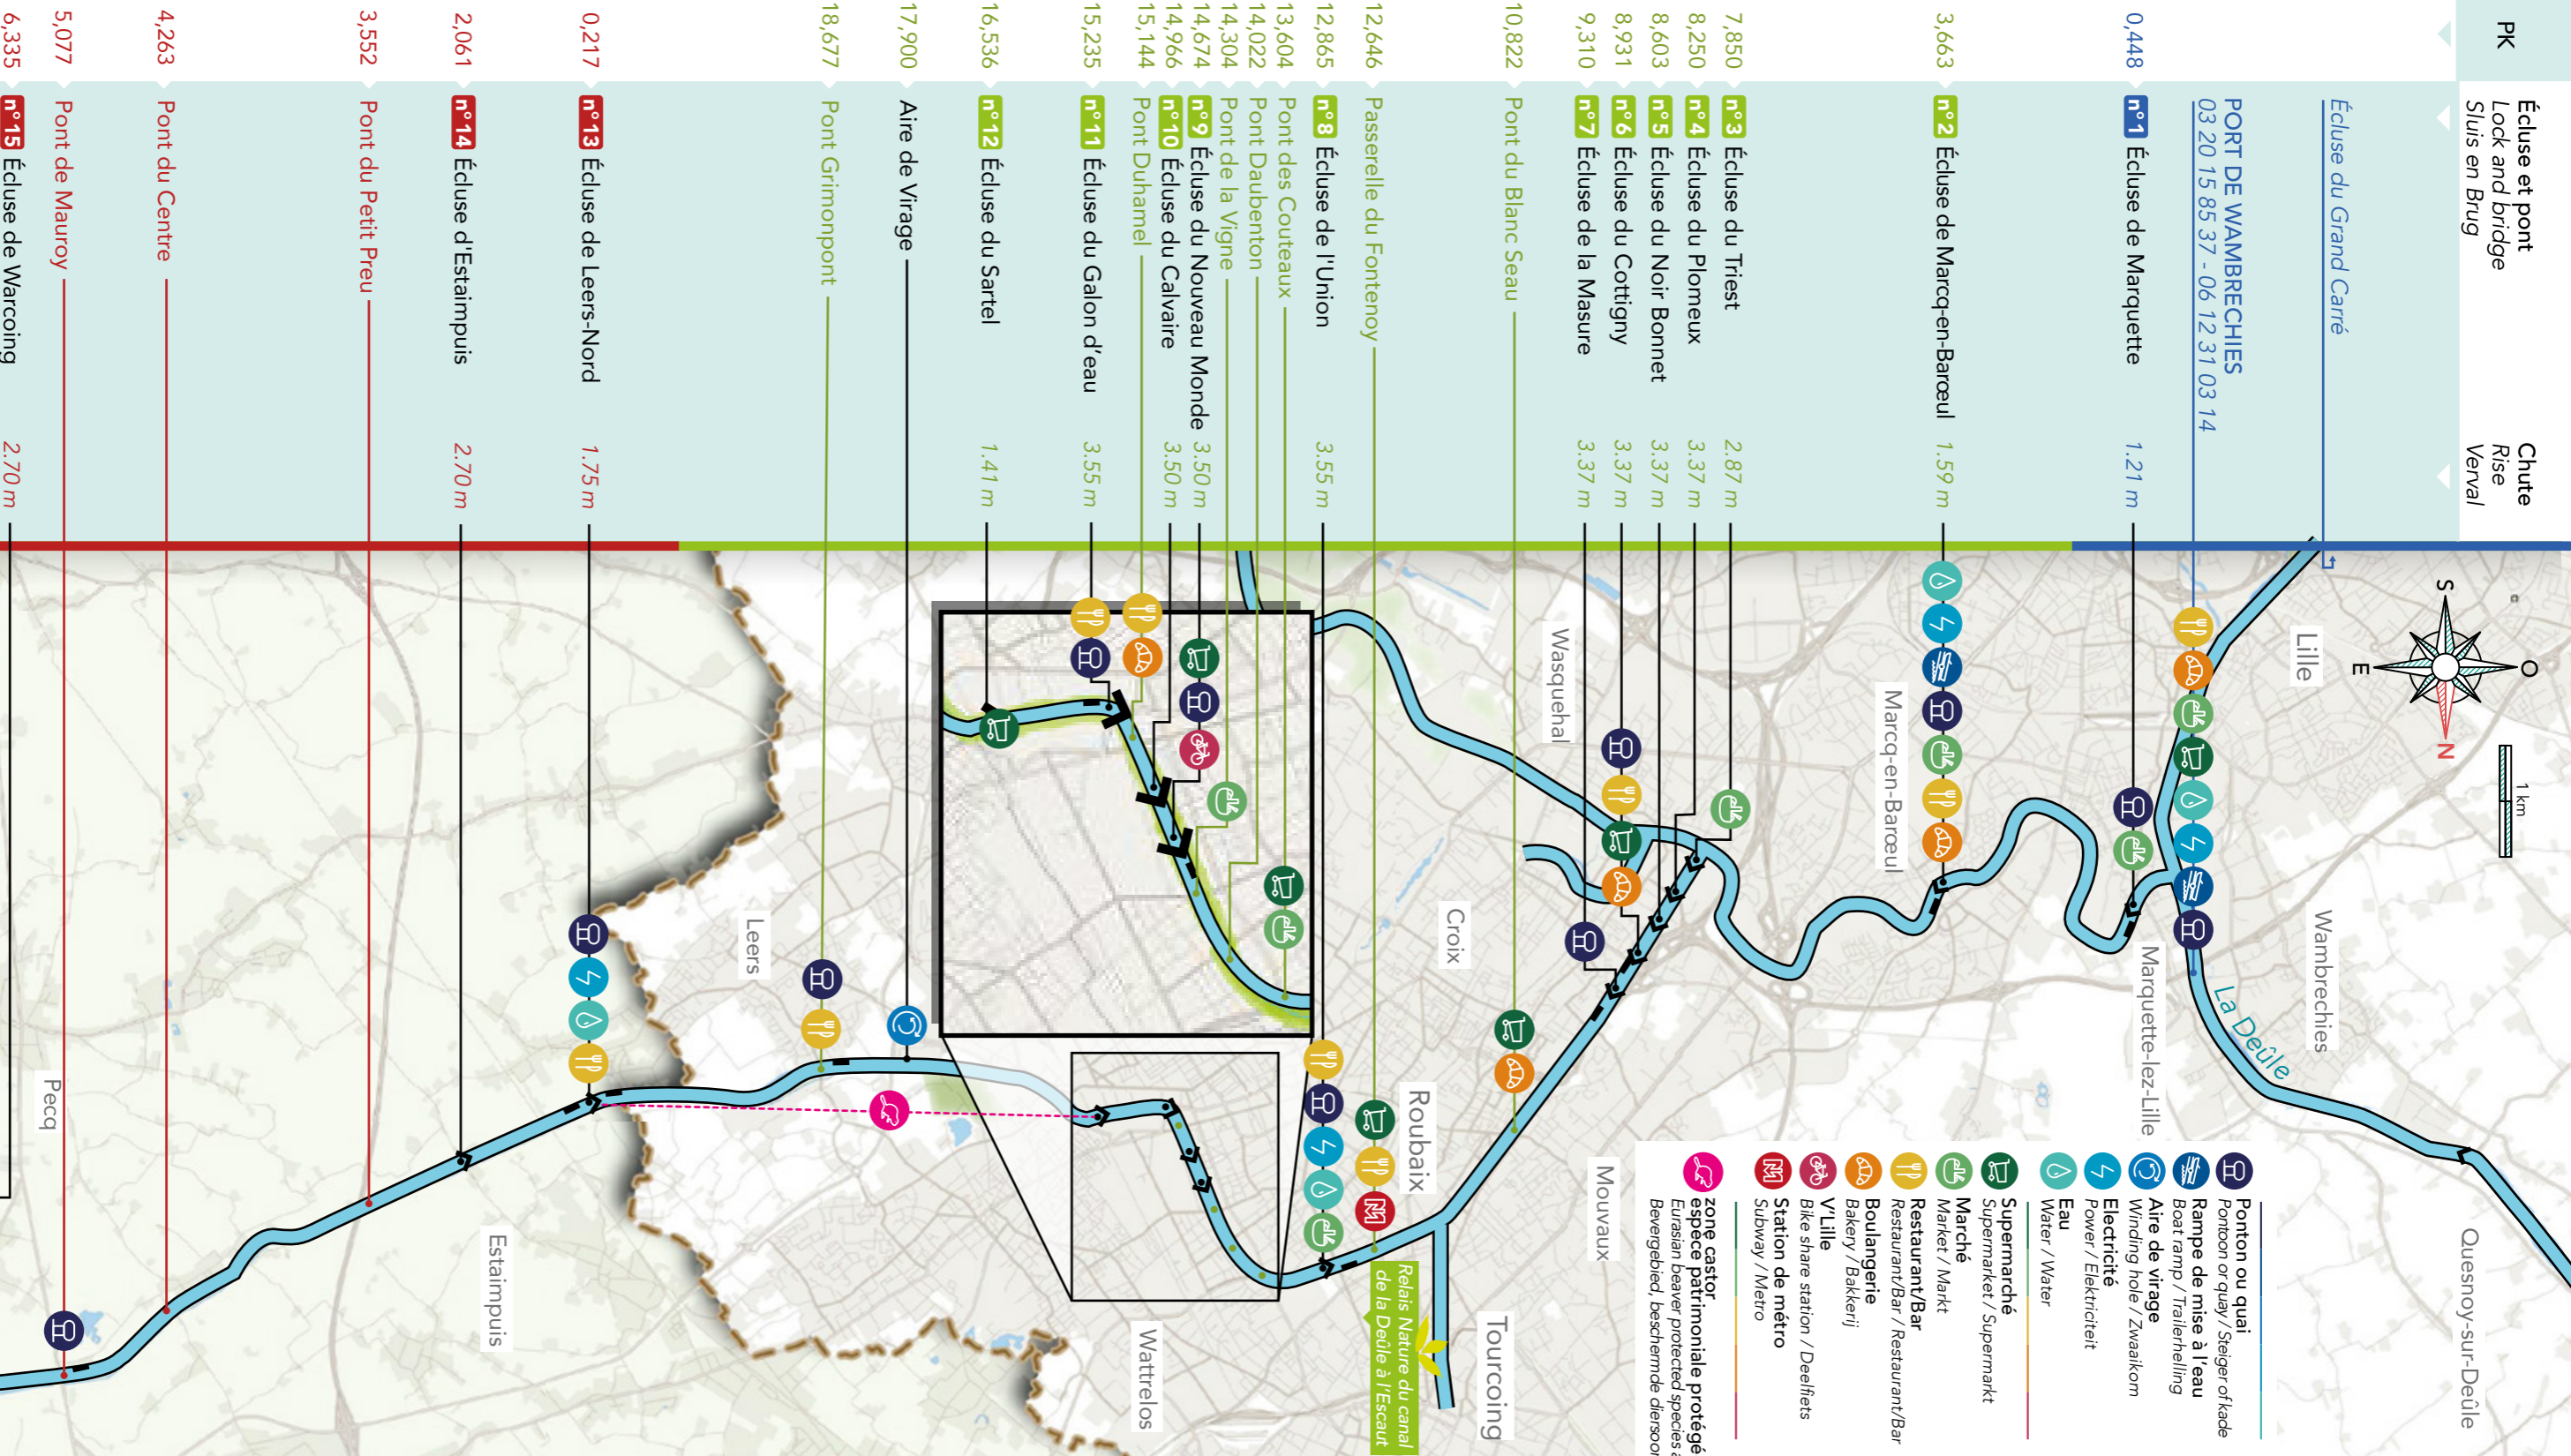 PK
Écluse et pont
Lock and bridge
Sluis en Brug
Chute
Rise
Verval
Écluse du Grand Carré
PORT DE WAMBRECHIES
03 20 15 85 37 - 06 12 31 03 14
0,448 n°1 Écluse de Marquette 1.21 m
3,663 n°2 Écluse de Marcq-en-Barœul 1.59 m
7,850 n°3 Écluse du Triest 2.87 m
8,250 n°4 Écluse du Plomeux 3.37 m
8,603 n°5 Écluse du Noir Bonnet 3.37 m
8,931 n°6 Écluse du Cottigny 3.37 m
9,310 n°7 Écluse de la Masure 3.37 m
10,822 Pont du Blanc Seau
12,646 Passerelle du Fontenoy
12,865 n°8 Écluse de l'Union 3.55 m
13,604 Pont des Couteaux
14,022 Pont Daubenton
14,304 Pont de la Vigne
14,674 n°9 Écluse du Nouveau Monde 3.50 m
14,966 n°10 Écluse du Calvaire 3.50 m
15,144 Pont Duhamel
15,235 n°11 Écluse du Galon d'eau 3.55 m
16,536 n°12 Écluse du Sartel 1.41 m
17,900 Aire de Virage
18,677 Pont Grimonpont
0,217 n°13 Écluse de Leers-Nord 1.75 m
2,061 n°14 Écluse d'Estaimpuis 2.70 m
3,552 Pont du Petit Preu
4,263 Pont du Centre
5,077 Pont de Mauroy
6,335 n°15 Écluse de Warcoing 2.70 m
S
O
E
N
1 km
Lille
Wambrechies
La Deûle
Quesnoy-sur-Deûle
Marquette-lez-Lille
Marcq-en-Barœul
Wasquehal
Croix
Mouvaux
Roubaix
Tourcoing
Relais Nature du canal
de la Deûle à l'Escaut
Wattrelos
Leers
Estaimpuis
Pecq
Ponton ou quai
Pontoon or quay / Steiger of kade
Rampe de mise à l'eau
Boat ramp / Trailerhelling
Aire de virage
Winding hole / Zwaaikom
Electricité
Power / Elektriciteit
Eau
Water / Water
Supermarché
Supermarket / Supermarkt
Marché
Market / Markt
Restaurant/Bar
Restaurant/Bar / Restaurant/Bar
Boulangerie
Bakery / Bakkerij
V'Lille
Bike share station / Deelfiets
Station de métro
Subway / Metro
zone castor
espèce patrimoniale protégé
Eurasian beaver protected species
Bevergebied, beschermde diersoor